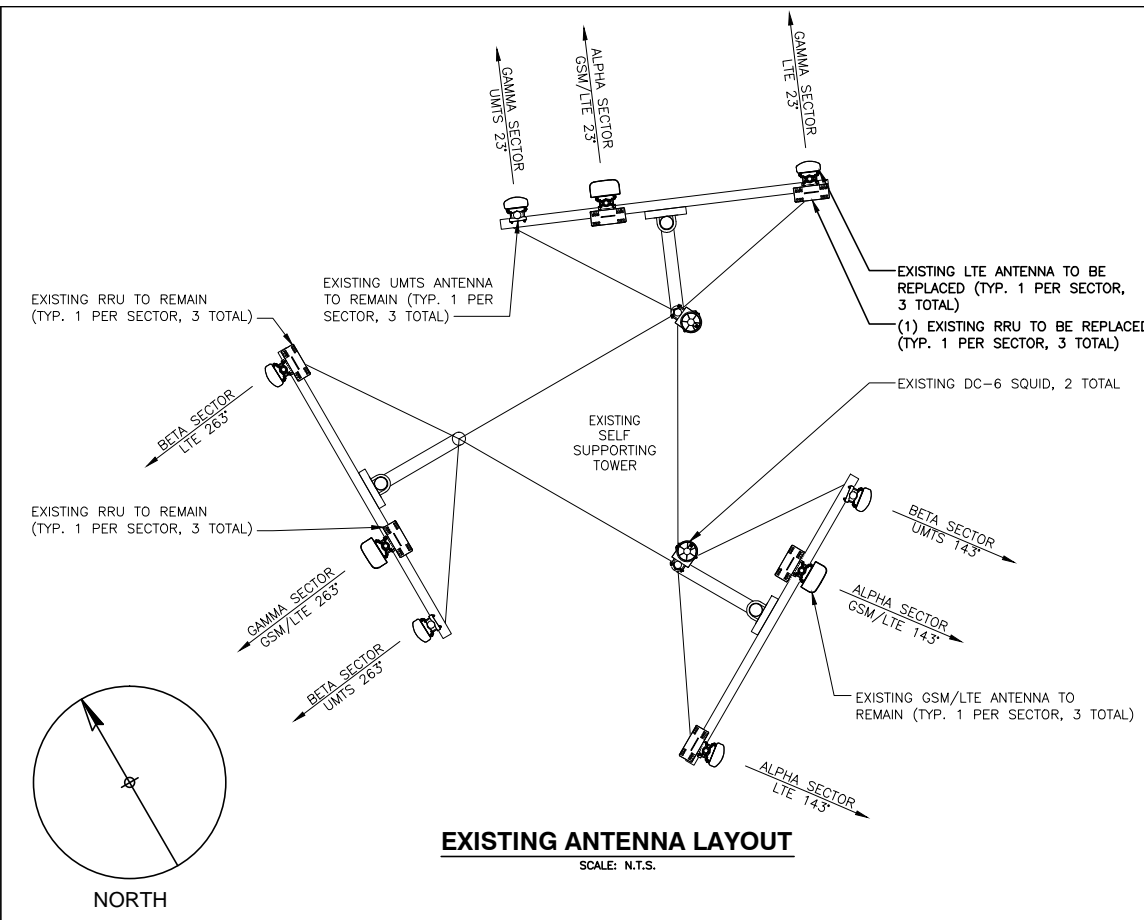 GAMMA SECTOR
UMTS 23°
ALPHA SECTOR
GSM/LTE 23°
GAMMA SECTOR
LTE 23°
EXISTING RRU TO REMAIN
(TYP. 1 PER SECTOR, 3 TOTAL)
EXISTING UMTS ANTENNA
TO REMAIN (TYP. 1 PER
SECTOR, 3 TOTAL)
EXISTING LTE ANTENNA TO BE
REPLACED (TYP. 1 PER SECTOR,
3 TOTAL)
(1) EXISTING RRU TO BE REPLACED
(TYP. 1 PER SECTOR, 3 TOTAL)
EXISTING DC-6 SQUID, 2 TOTAL
BETA SECTOR
LTE 263°
EXISTING
SELF
SUPPORTING
TOWER
EXISTING RRU TO REMAIN
(TYP. 1 PER SECTOR, 3 TOTAL)
BETA SECTOR
UMTS 143°
GAMMA SECTOR
GSM/LTE 263°
ALPHA SECTOR
GSM/LTE 143°
BETA SECTOR
UMTS 263°
EXISTING GSM/LTE ANTENNA TO
REMAIN (TYP. 1 PER SECTOR, 3 TOTAL)
ALPHA SECTOR
LTE 143°
EXISTING ANTENNA LAYOUT
SCALE: N.T.S.
NORTH